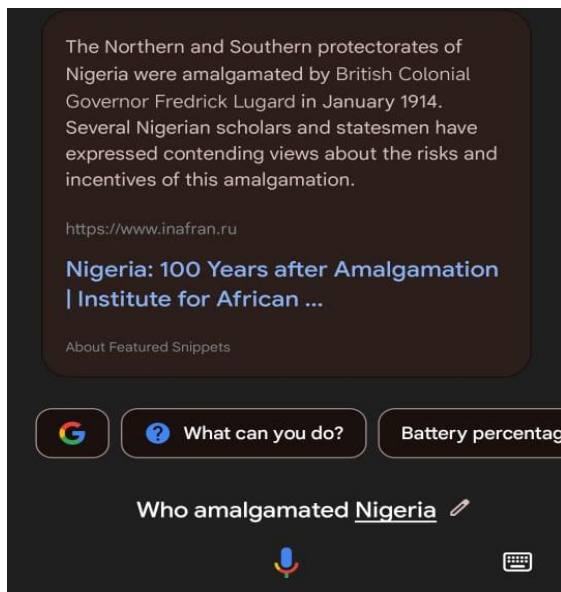 The Northern and Southern protectorates of
Nigeria were amalgamated by British Colonial
Governor Fredrick Lugard in January 1914.
Several Nigerian scholars and statesmen have
expressed contending views about the risks and
incentives of this amalgamation.
https://www.inafran.ru
Nigeria: 100 Years after Amalgamation
| Institute for African ...
About Featured Snippets
What can you do?
Battery percentag
Who amalgamated Nigeria